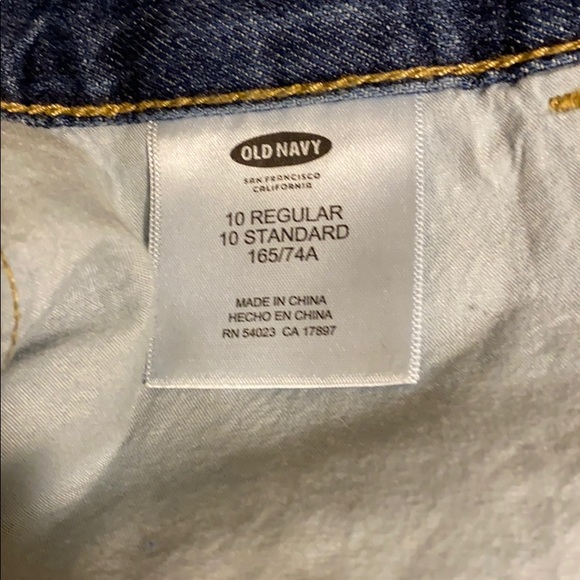 OLD NAVY
SAN FRANCISCO
CALIFORNIA
10 REGULAR
10 STANDARD
165/74A
MADE IN CHINA
HECHO EN CHINA
RN 54023 CA 17897